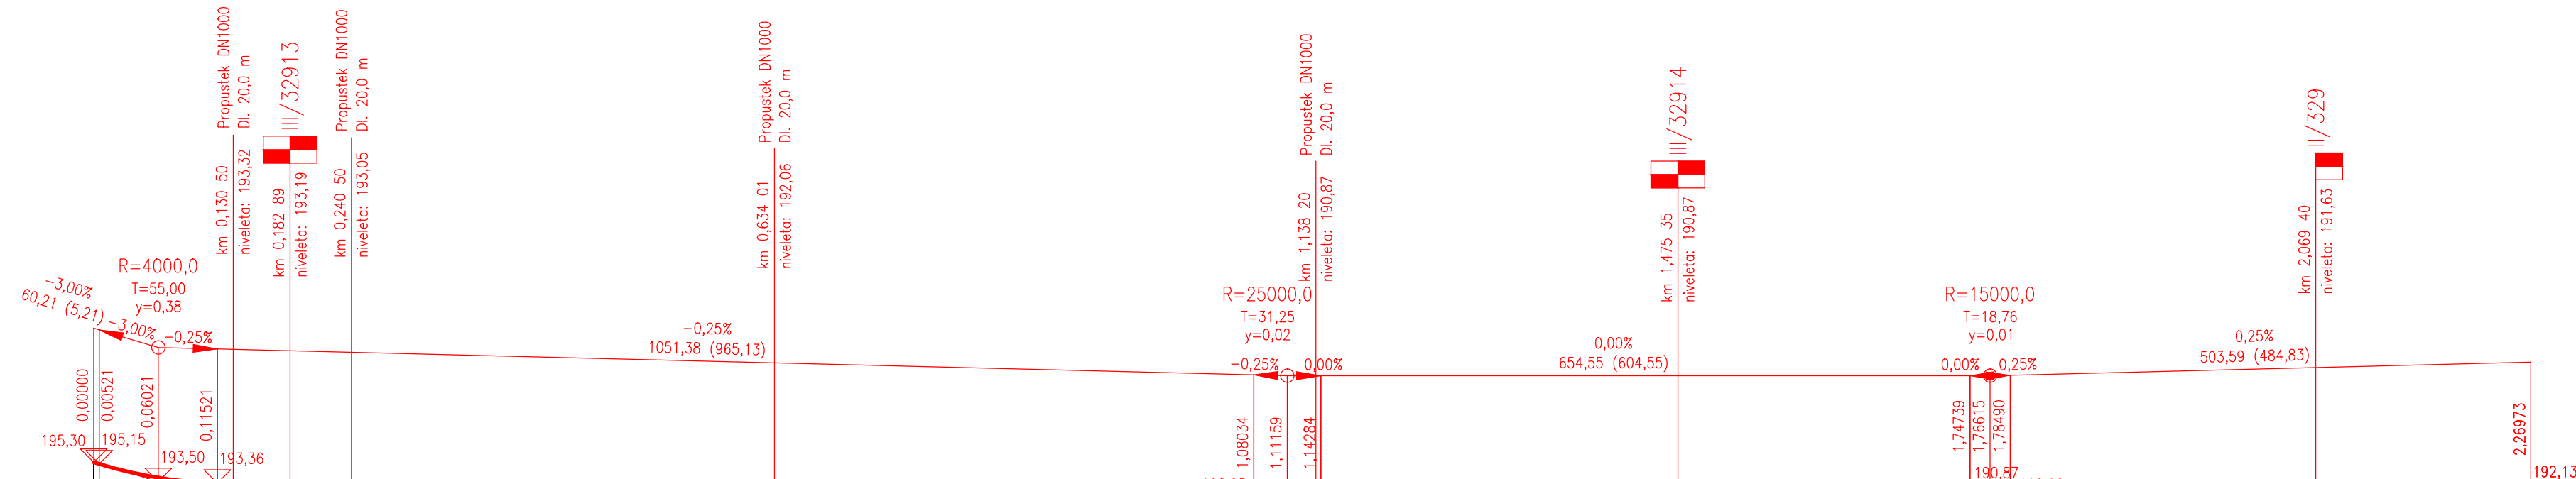 Propustek DN1000
Dl. 20,0 m
km 0,130 50
niveleta: 193,32
III/32913
km 0,182 89
niveleta: 193,19
Propustek DN1000
Dl. 20,0 m
km 0,240 50
niveleta: 193,05
Propustek DN1000
Dl. 20,0 m
km 0,634 01
niveleta: 192,06
Propustek DN1000
Dl. 20,0 m
km 1,138 20
niveleta: 190,87
III/32914
km 1,475 35
niveleta: 190,87
II/329
km 2,069 40
niveleta: 191,63
-3,00%
60,21 (5,21)
R=4000,0
T=55,00
y=0,38
-3,00%
-0,25%
-0,25%
1051,38 (965,13)
R=25000,0
T=31,25
y=0,02
-0,25%
0,00%
0,00%
654,55 (604,55)
R=15000,0
T=18,76
y=0,01
0,00%
0,25%
0,25%
503,59 (484,83)
0,00000
0,00521
0,06021
0,11521
1,08034
1,11159
1,14284
1,74739
1,76615
1,78490
2,26973
195,30
195,15
193,50
193,36
190,87
192,13